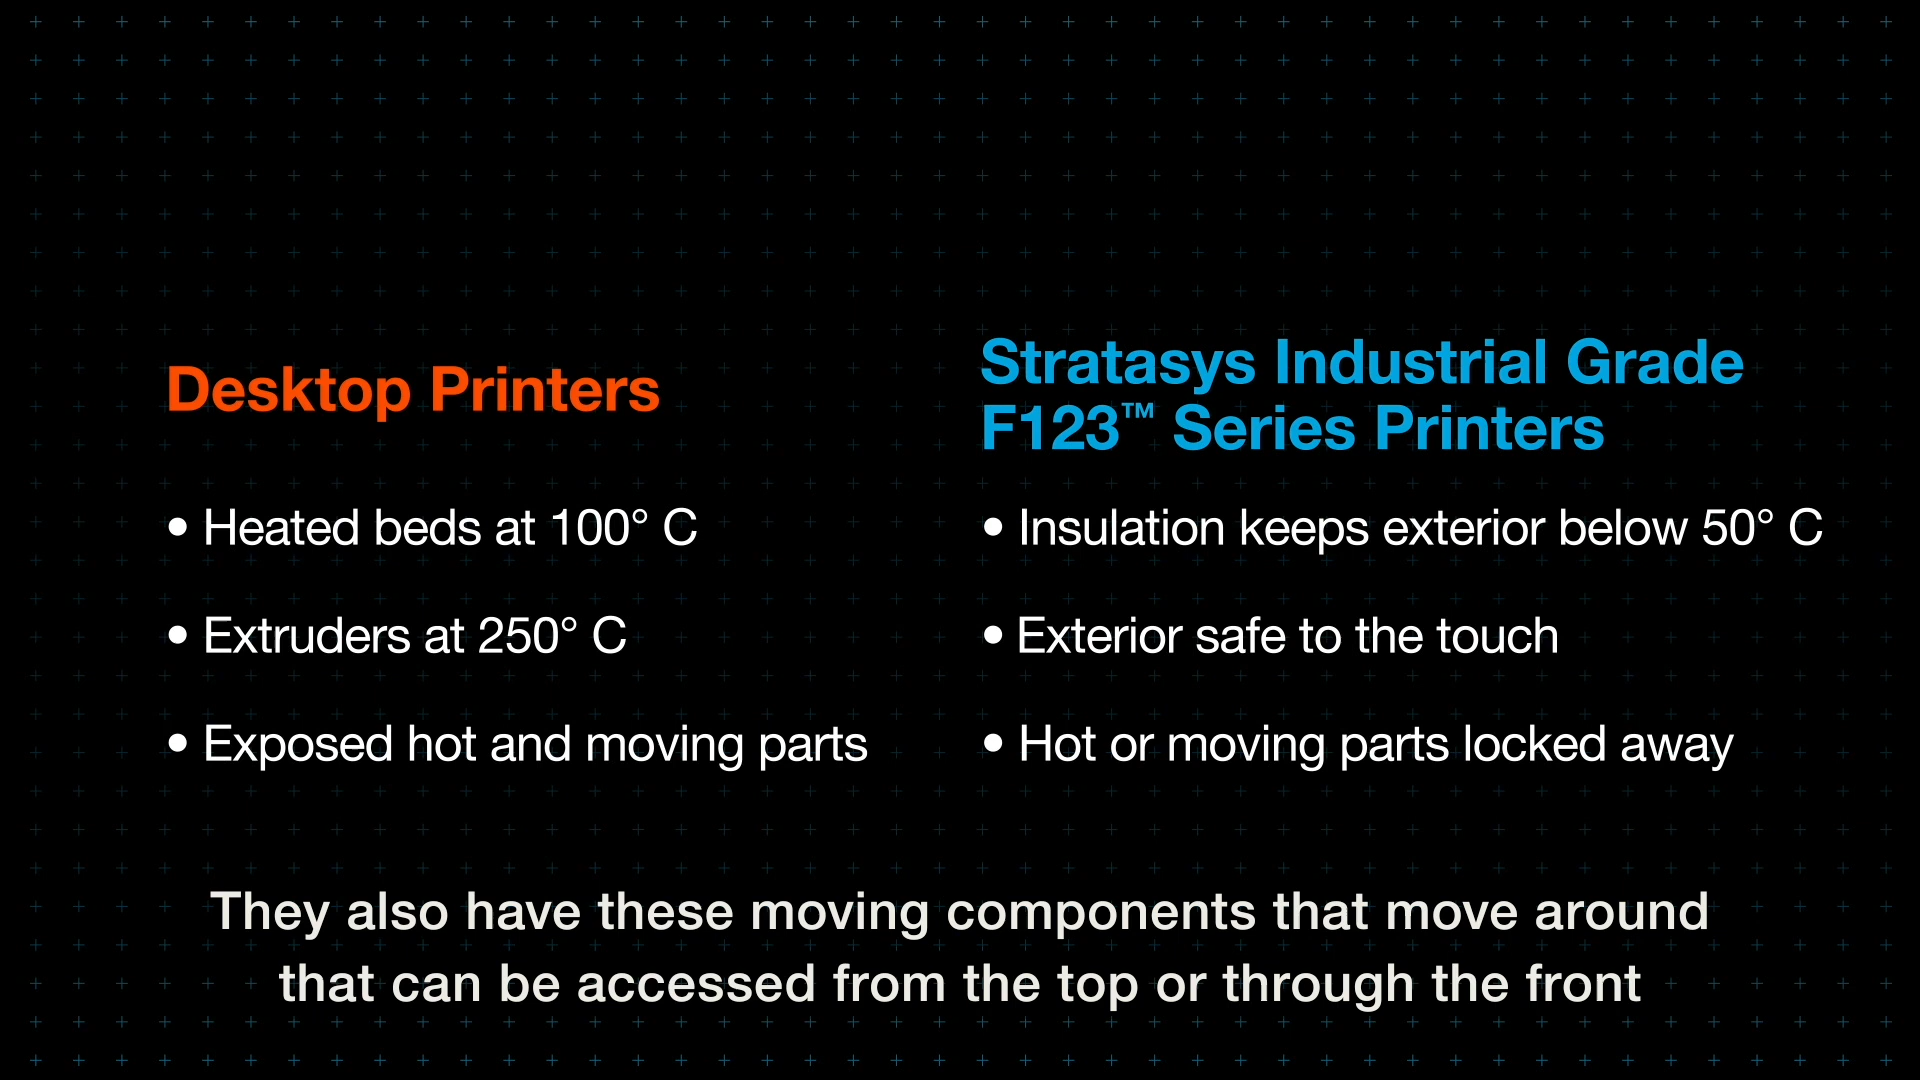 Desktop Printers
• Heated beds at 100° C
• Extruders at 250° C
• Exposed hot and moving parts
Stratasys Industrial Grade
F123™ Series Printers
• Insulation keeps exterior below 50° C
• Exterior safe to the touch
• Hot or moving parts locked away
They also have these moving components that move around
that can be accessed from the top or through the front